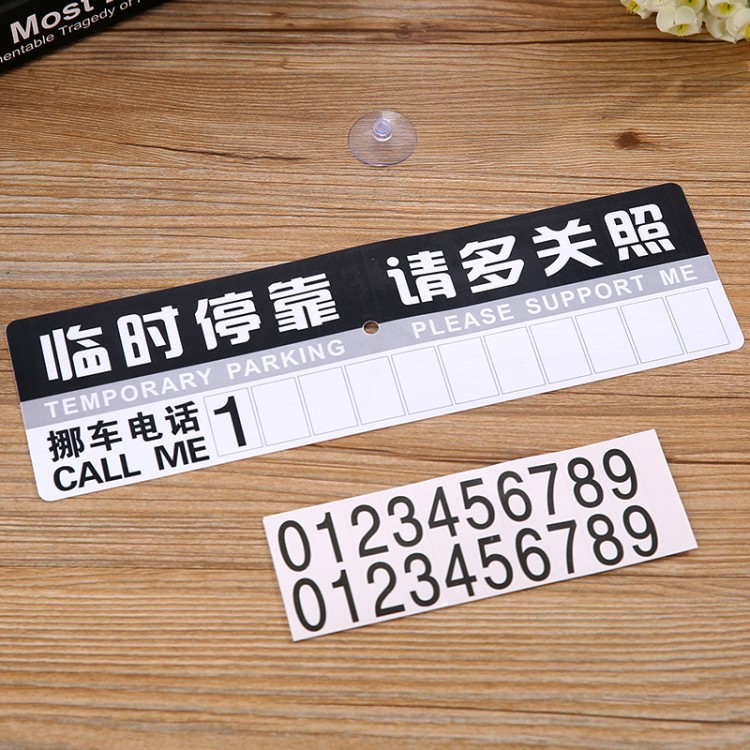 Most
entable Tragedy of
临时停靠 请多关照
TEMPORARY PARKING PLEASE SUPPORT ME
挪车电话
CALL ME 1
0123456789
0123456789